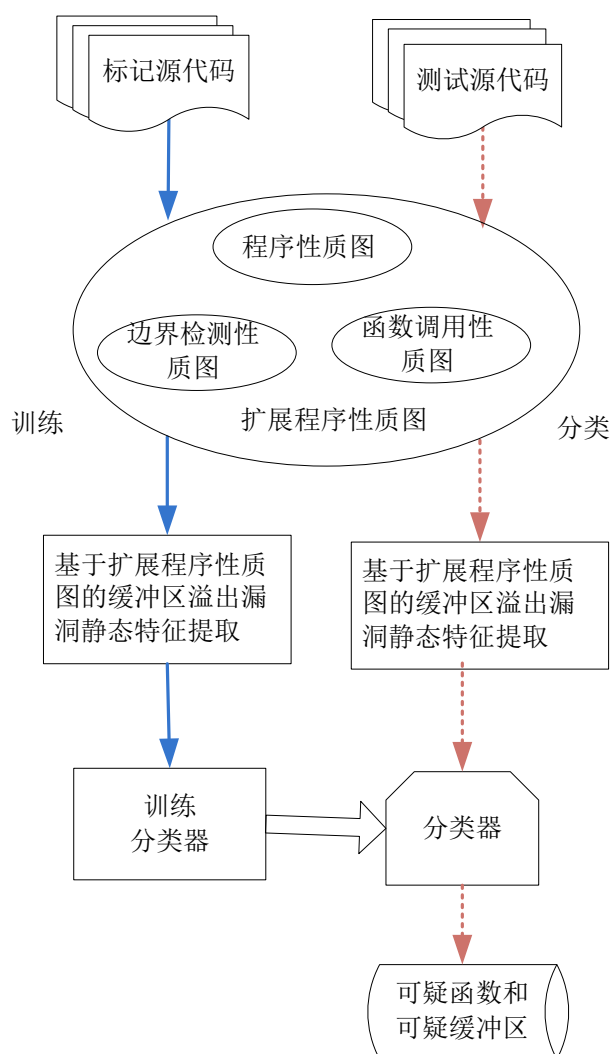 标记源代码
测试源代码
程序性质图
边界检测性
质图
函数调用性
质图
扩展程序性质图
训练
分类
基于扩展程序性质
图的缓冲区溢出漏
洞静态特征提取
基于扩展程序性质
图的缓冲区溢出漏
洞静态特征提取
训练
分类器
分类器
可疑函数和
可疑缓冲区